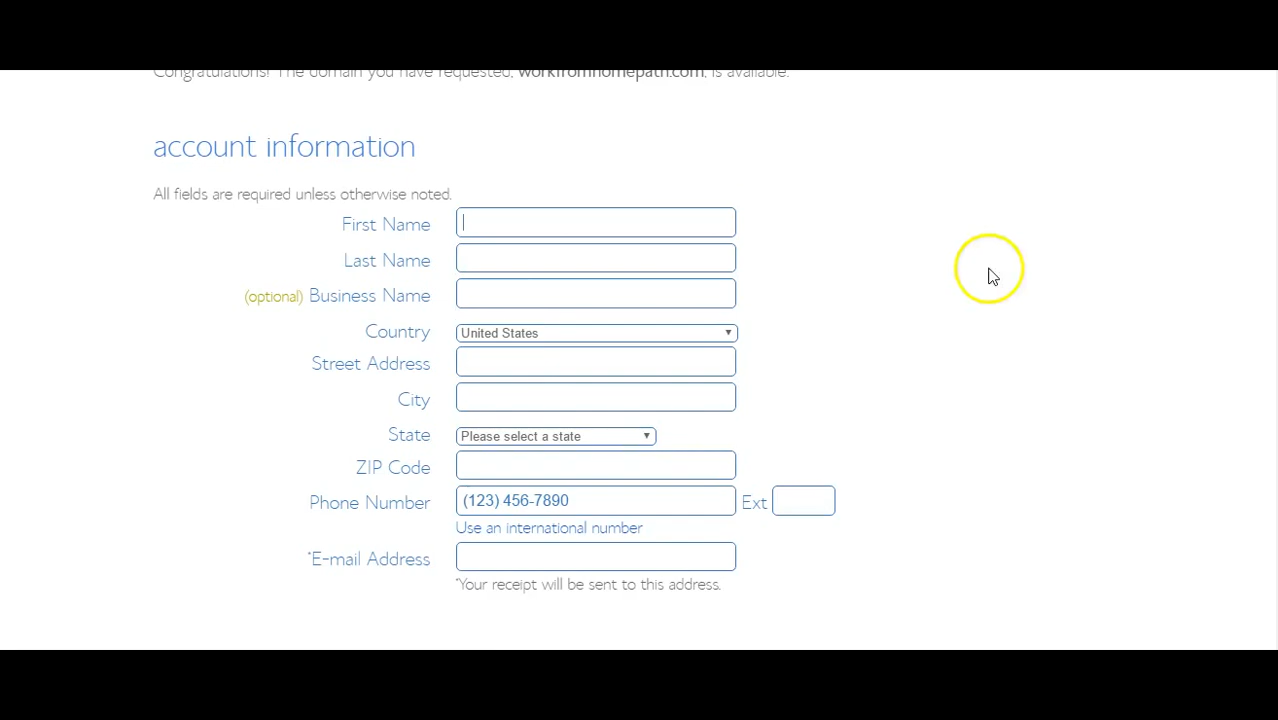 Congratulations! The domain you have requested, workfromhomepath.com, is available.
account information
All fields are required unless otherwise noted.
First Name
Last Name
(optional) Business Name
Country United States
Street Address
City
State Please select a state
ZIP Code
Phone Number (123) 456-7890 Ext
Use an international number
*E-mail Address
*Your receipt will be sent to this address.